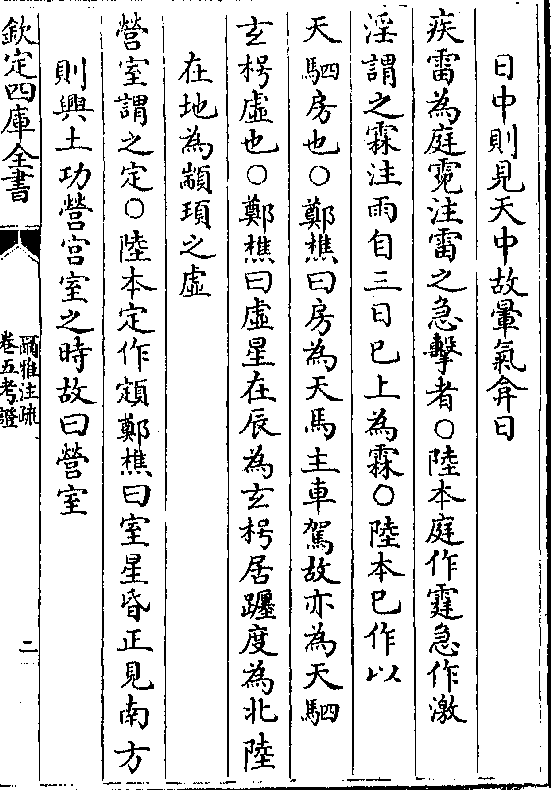 日中則見天中故暈氣弇日
疾雷為庭霓注雷之急擊者○陸本庭作霆急作激
淫謂之霖注雨自三日已上為霖○陸本已作以
天駟房也○鄭樵曰房為天馬主車駕故亦為天駟
玄枵虛也○鄭樵曰虛星在辰為玄枵居躔度為北陸
在地為顓頊之虛
營室謂之定○陸本定作顁鄭樵曰室星昏正見南方
則興土功營宮室之時故曰營室
欽定四庫全書
爾雅注疏
卷五考證
二